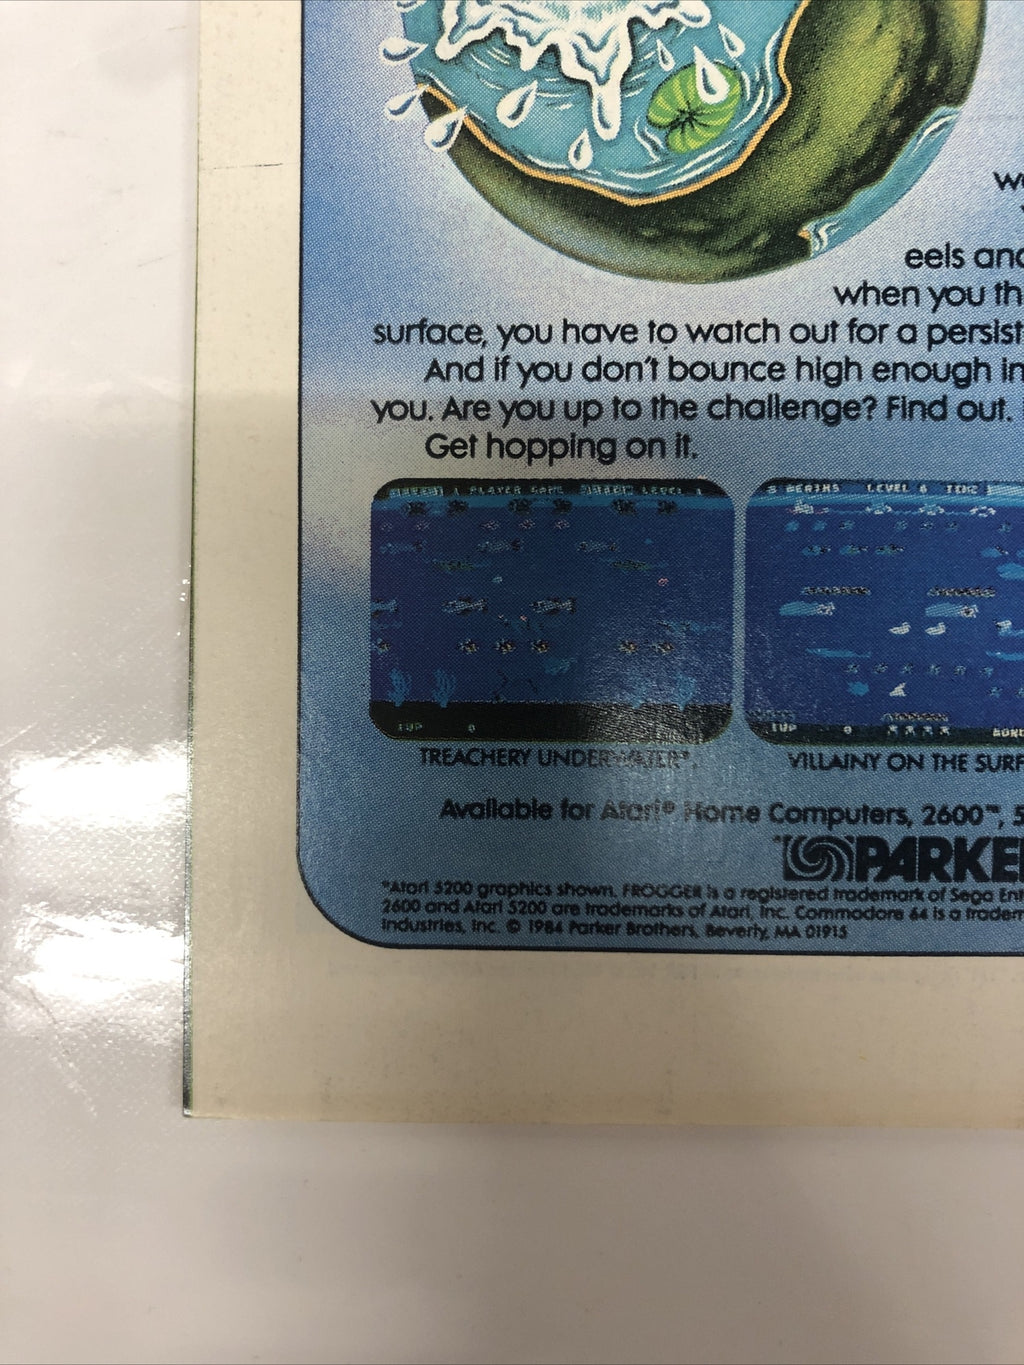 eels and
when you th
surface, you have to watch out for a persist
And if you don't bounce high enough in
you. Are you up to the challenge? Find out.
Get hopping on it.
1 PLAYER GAME LEVEL 1
1UP 0
LEVEL 6
1UP 0
TREACHERY UNDERWATER*
VILLAINY ON THE SURF
Available for Atari® Home Computers, 2600™, 5
PARKE
*Atari 5200 graphics shown. FROGGER is a registered trademark of Sega Ent
2600 and Atari 5200 are trademarks of Atari, Inc. Commodore 64 is a tradem
Industries, Inc. © 1984 Parker Brothers, Beverly, MA 01915